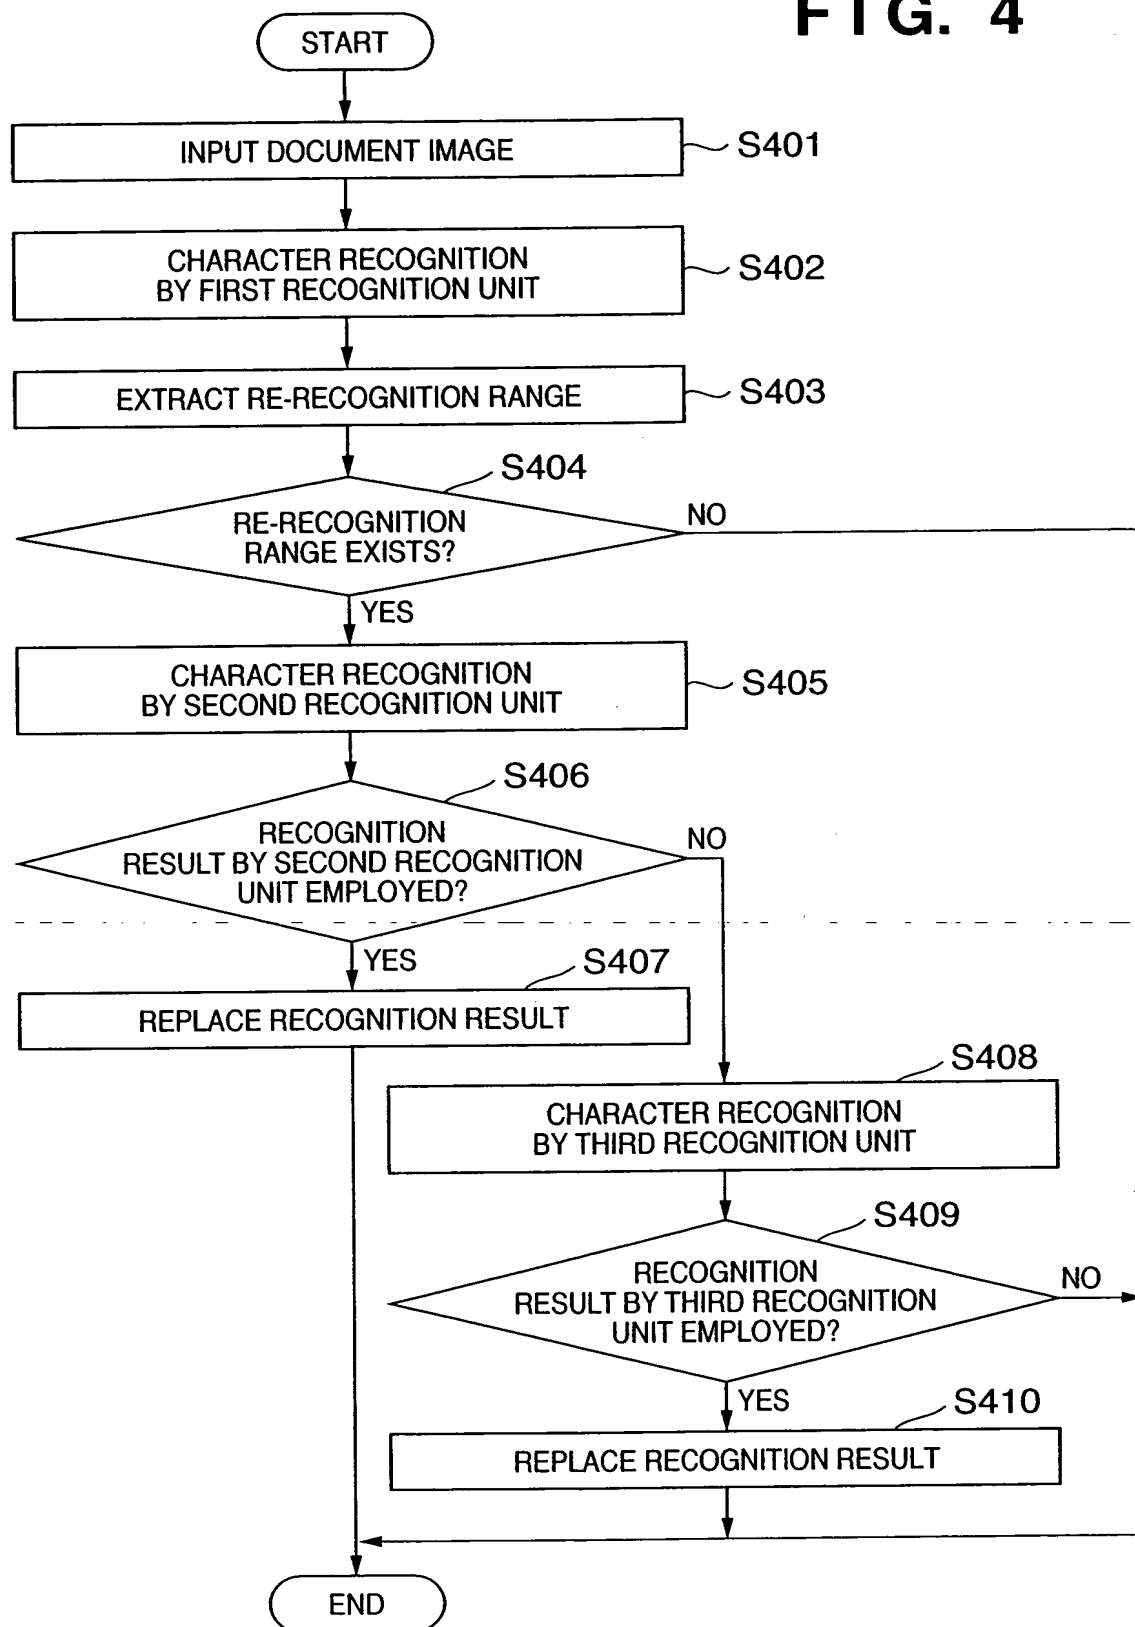 FIG. 4
START
INPUT DOCUMENT IMAGE
S401
CHARACTER RECOGNITION
BY FIRST RECOGNITION UNIT
S402
EXTRACT RE-RECOGNITION RANGE
S403
S404
RE-RECOGNITION
RANGE EXISTS?
NO
YES
CHARACTER RECOGNITION
BY SECOND RECOGNITION UNIT
S405
S406
RECOGNITION
RESULT BY SECOND RECOGNITION
UNIT EMPLOYED?
NO
YES
S407
REPLACE RECOGNITION RESULT
S408
CHARACTER RECOGNITION
BY THIRD RECOGNITION UNIT
S409
RECOGNITION
RESULT BY THIRD RECOGNITION
UNIT EMPLOYED?
NO
YES
S410
REPLACE RECOGNITION RESULT
END